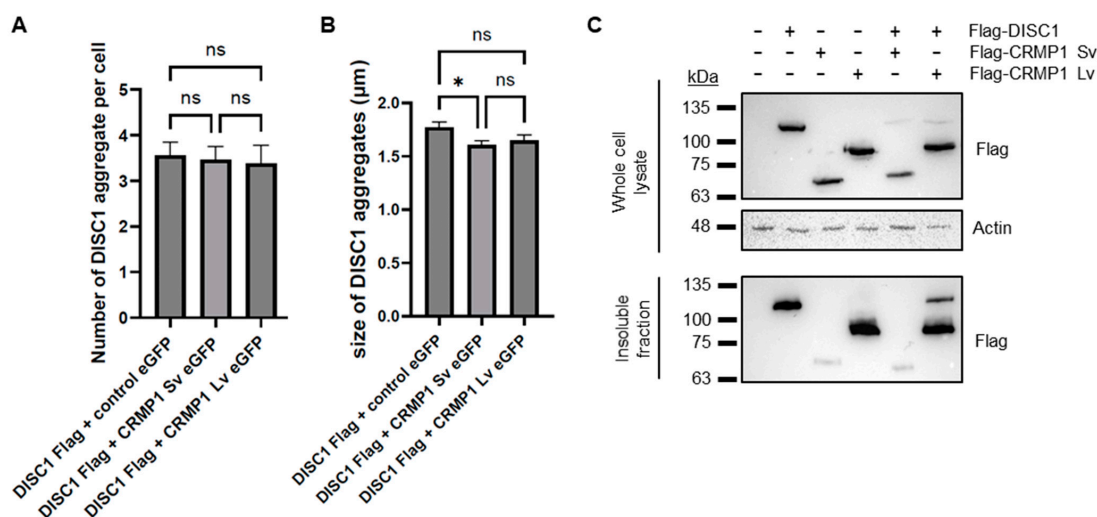 A
ns
ns
ns
Number of DISC1 aggregate per cell
5
4
3
2
1
0
DISC1 Flag + control eGFP
DISC1 Flag + CRMP1 Sv eGFP
DISC1 Flag + CRMP1 Lv eGFP
B
ns
*
ns
size of DISC1 aggregates (µm)
2.0
1.5
1.0
0.5
0.0
DISC1 Flag + control eGFP
DISC1 Flag + CRMP1 Sv eGFP
DISC1 Flag + CRMP1 Lv eGFP
C
- + - - + + Flag-DISC1
- - + - + - Flag-CRMP1 Sv
- - - + - + Flag-CRMP1 Lv
kDa
Whole cell
lysate
135
100
75
63
Flag
48
Actin
Insoluble
fraction
135
100
75
63
Flag